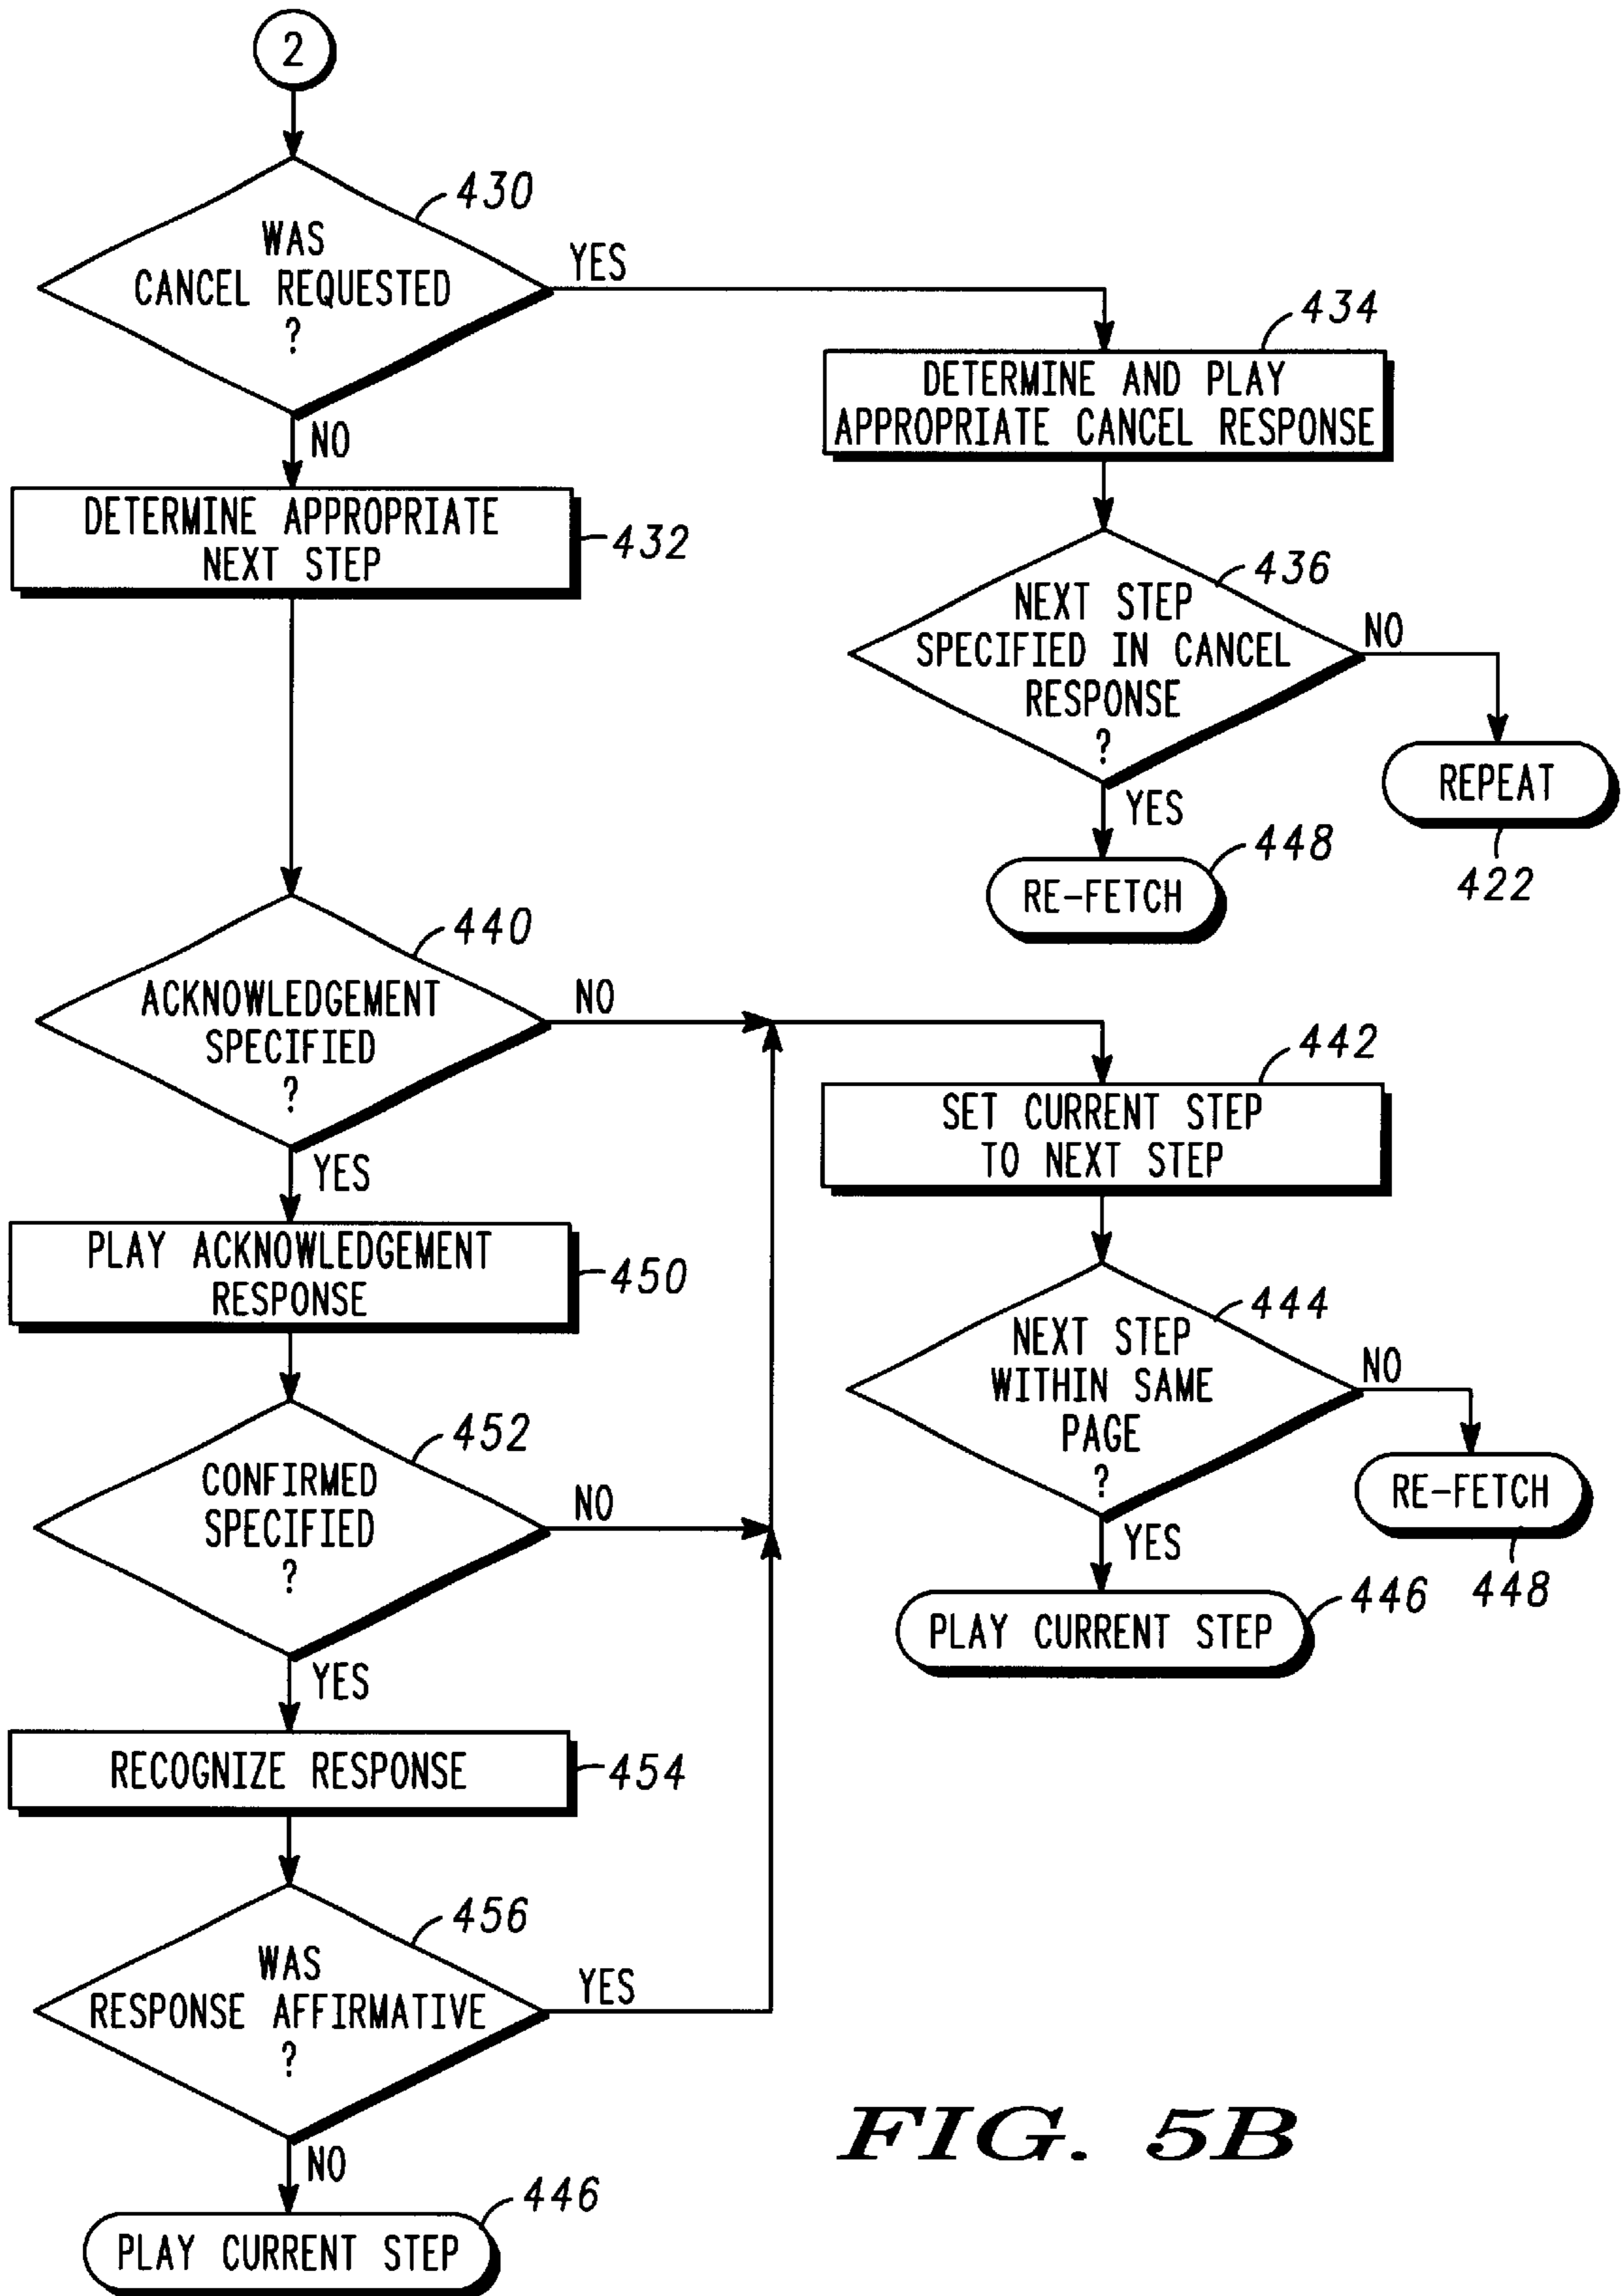 2
430
WAS
CANCEL REQUESTED
?
YES
NO
434
DETERMINE AND PLAY
APPROPRIATE CANCEL RESPONSE
DETERMINE APPROPRIATE
NEXT STEP
432
436
NEXT STEP
SPECIFIED IN CANCEL
RESPONSE
?
NO
YES
REPEAT
422
448
RE-FETCH
440
ACKNOWLEDGEMENT
SPECIFIED
?
NO
YES
442
SET CURRENT STEP
TO NEXT STEP
PLAY ACKNOWLEDGEMENT
RESPONSE
450
444
NEXT STEP
WITHIN SAME
PAGE
?
NO
YES
RE-FETCH
448
PLAY CURRENT STEP
446
452
CONFIRMED
SPECIFIED
?
NO
YES
RECOGNIZE RESPONSE
454
456
WAS
RESPONSE AFFIRMATIVE
?
YES
NO
446
PLAY CURRENT STEP
FIG. 5B